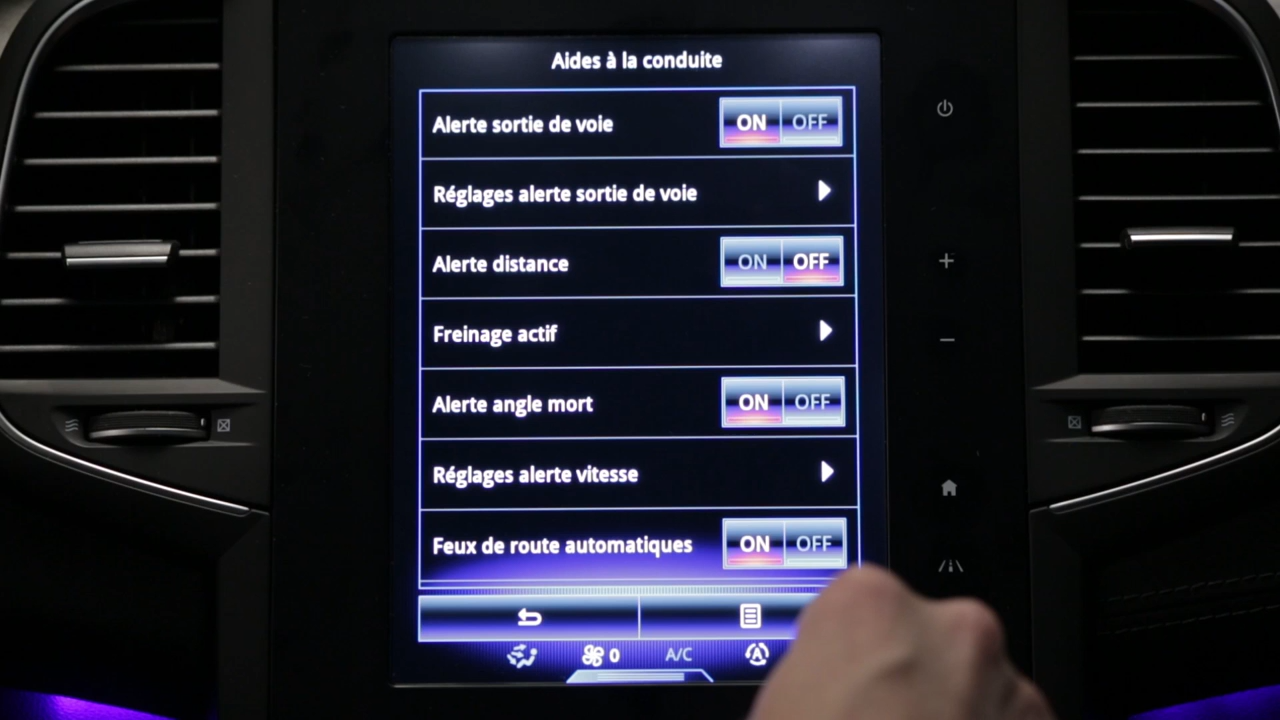 Aides à la conduite
Alerte sortie de voie
ON OFF
Réglages alerte sortie de voie
Alerte distance
ON OFF
Freinage actif
Alerte angle mort
ON OFF
Réglages alerte vitesse
Feux de route automatiques
ON OFF
0 A/C